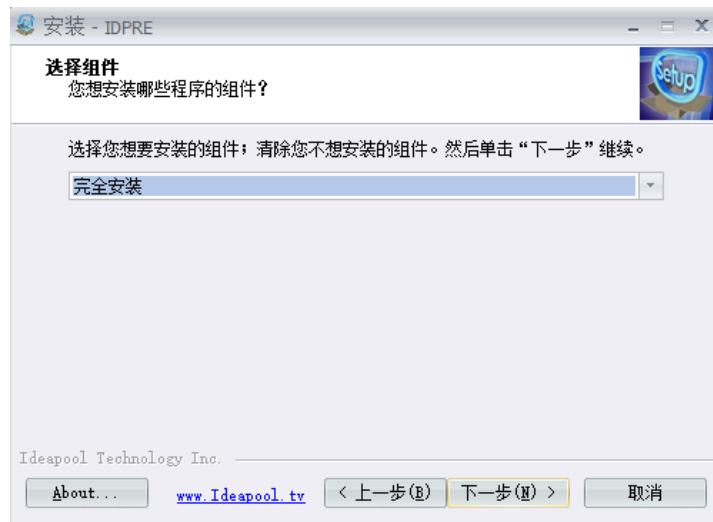 安装 - IDPRE
选择组件
您想安装哪些程序的组件？
Setup
选择您想要安装的组件；清除您不想安装的组件。然后单击“下一步”继续。
完全安装
Ideapool Technology Inc.
About...
www.Ideapool.tv
< 上一步(B)
下一步(N) >
取消